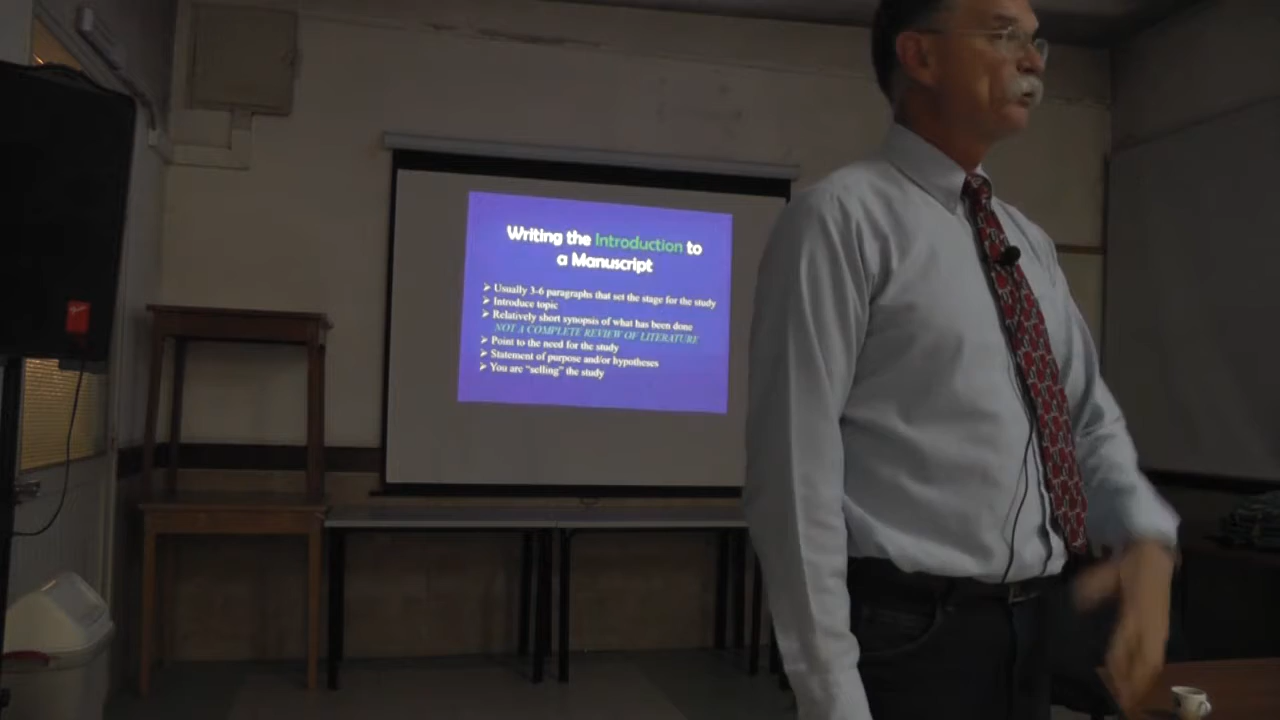 Writing the Introduction to
a Manuscript
➢ Usually 3-6 paragraphs that set the stage for the study
➢ Introduce topic
➢ Relatively short synopsis of what has been done
NOT A COMPLETE REVIEW OF LITERATURE
➢ Point to the need for the study
➢ Statement of purpose and/or hypotheses
➢ You are "selling" the study